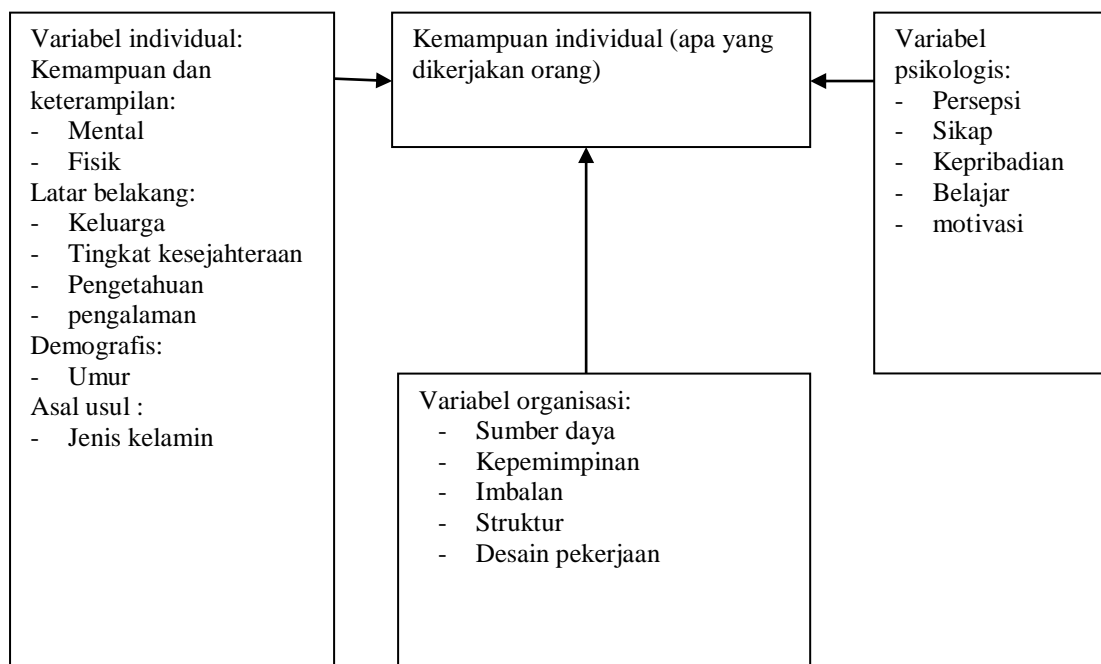 Variabel individual:
Kemampuan dan
keterampilan:
- Mental
- Fisik
Latar belakang:
- Keluarga
- Tingkat kesejahteraan
- Pengetahuan
- pengalaman
Demografis:
- Umur
Asal usul :
- Jenis kelamin
Kemampuan individual (apa yang
dikerjakan orang)
Variabel
psikologis:
- Persepsi
- Sikap
- Kepribadian
- Belajar
- motivasi
Variabel organisasi:
- Sumber daya
- Kepemimpinan
- Imbalan
- Struktur
- Desain pekerjaan